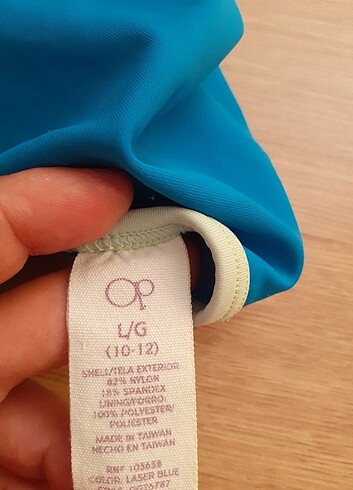 Op
L/G
(10-12)
SHELL/TELA EXTERIOR
82% NYLON
18% SPANDEX
LINING/FORRO:
100% POLYESTER/
POLIESTER
MADE IN TAIWAN
HECHO EN TAIWAN
RN# 103658
COLOR: LASER BLUE